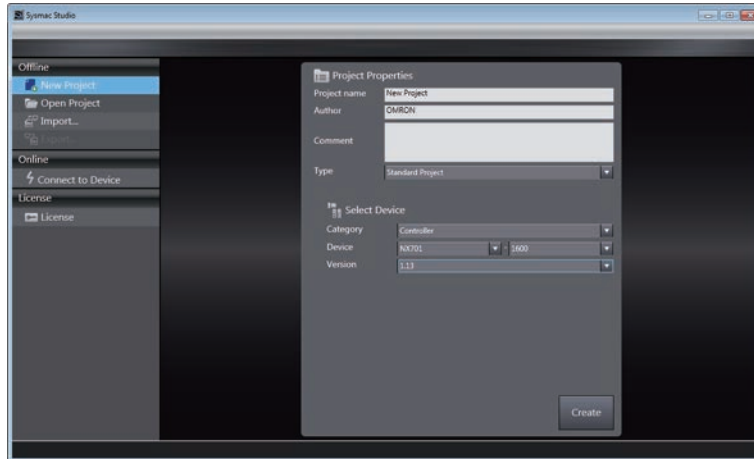 Sysmac Studio
Offline
New Project
Open Project
Import...
Export...
Online
Connect to Device
License
License
Project Properties
Project name New Project
Author OMRON
Comment
Type Standard Project
Select Device
Category Controller
Device NX701 - 1600
Version 1.13
Create